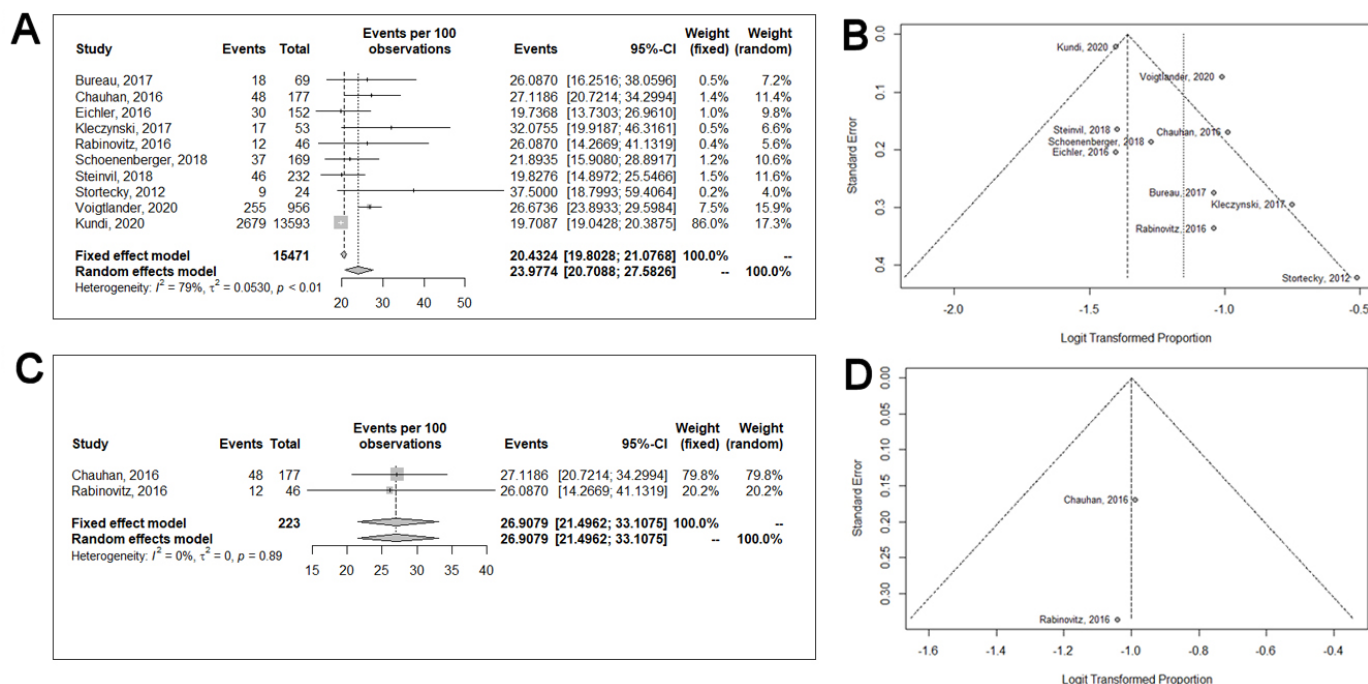 A
Events per 100 Weight Weight
Study Events Total observations Events 95%-CI (fixed) (random)
Bureau, 2017 18 69 26.0870 [16.2516; 38.0596] 0.5% 7.2%
Chauhan, 2016 48 177 27.1186 [20.7214; 34.2994] 1.4% 11.4%
Eichler, 2016 30 152 19.7368 [13.7303; 26.9610] 1.0% 9.8%
Kleczynski, 2017 17 53 32.0755 [19.9187; 46.3161] 0.5% 6.6%
Rabinovitz, 2016 12 46 26.0870 [14.2669; 41.1319] 0.4% 5.6%
Schoenenberger, 2018 37 169 21.8935 [15.9080; 28.8917] 1.2% 10.6%
Steinvil, 2018 46 232 19.8276 [14.8972; 25.5466] 1.5% 11.6%
Stortecky, 2012 9 24 37.5000 [18.7993; 59.4064] 0.2% 4.0%
Voigtlander, 2020 255 956 26.6736 [23.8933; 29.5984] 7.5% 15.9%
Kundi, 2020 2679 13593 19.7087 [19.0428; 20.3875] 86.0% 17.3%
Fixed effect model 15471 20.4324 [19.8028; 21.0768] 100.0% --
Random effects model 23.9774 [20.7088; 27.5826] -- 100.0%
Heterogeneity: I² = 79%, τ² = 0.0530, p < 0.01
20 30 40 50
B
Standard Error
0.0
0.1
0.2
0.3
0.4
Kundi, 2020
Voigtlander, 2020
Steinvil, 2018
Chauhan, 2016
Schoenenberger, 2018
Eichler, 2016
Bureau, 2017
Kleczynski, 2017
Rabinovitz, 2016
Stortecky, 2012
-2.0 -1.5 -1.0 -0.5
Logit Transformed Proportion
C
Events per 100 Weight Weight
Study Events Total observations Events 95%-CI (fixed) (random)
Chauhan, 2016 48 177 27.1186 [20.7214; 34.2994] 79.8% 79.8%
Rabinovitz, 2016 12 46 26.0870 [14.2669; 41.1319] 20.2% 20.2%
Fixed effect model 223 26.9079 [21.4962; 33.1075] 100.0% --
Random effects model 26.9079 [21.4962; 33.1075] -- 100.0%
Heterogeneity: I² = 0%, τ² = 0, p = 0.89
15 20 25 30 35 40
D
Standard Error
0.00
0.05
0.10
0.15
0.20
0.25
0.30
Chauhan, 2016
Rabinovitz, 2016
-1.6 -1.4 -1.2 -1.0 -0.8 -0.6 -0.4
Logit Transformed Proportion